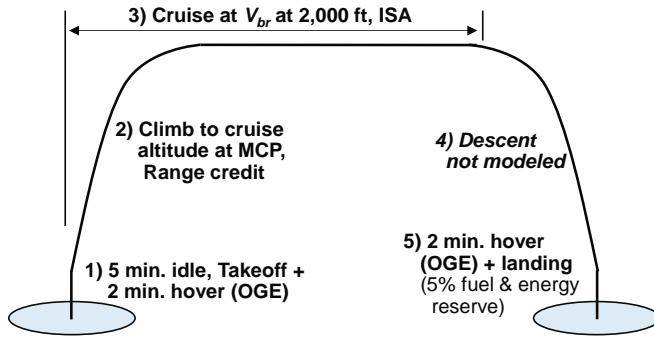 3) Cruise at Vbr at 2,000 ft, ISA
2) Climb to cruise
altitude at MCP,
Range credit
4) Descent
not modeled
1) 5 min. idle, Takeoff +
2 min. hover (OGE)
5) 2 min. hover
(OGE) + landing
(5% fuel & energy
reserve)